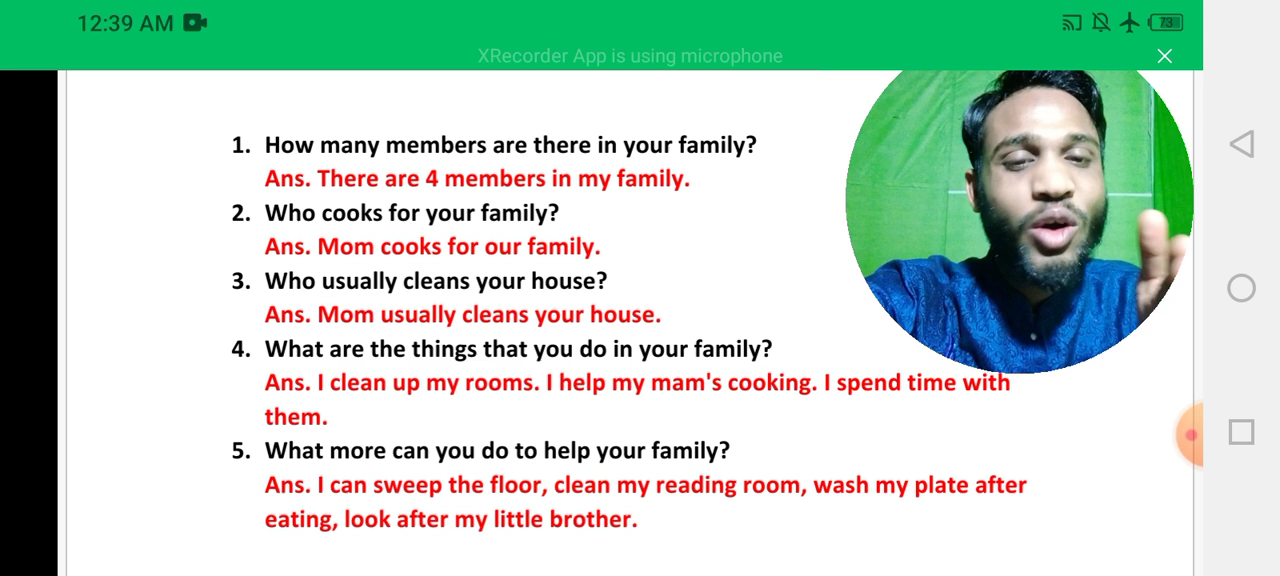 12:39 AM
73
XRecorder App is using microphone
1. How many members are there in your family?
Ans. There are 4 members in my family.
2. Who cooks for your family?
Ans. Mom cooks for our family.
3. Who usually cleans your house?
Ans. Mom usually cleans your house.
4. What are the things that you do in your family?
Ans. I clean up my rooms. I help my mam's cooking. I spend time with
them.
5. What more can you do to help your family?
Ans. I can sweep the floor, clean my reading room, wash my plate after
eating, look after my little brother.